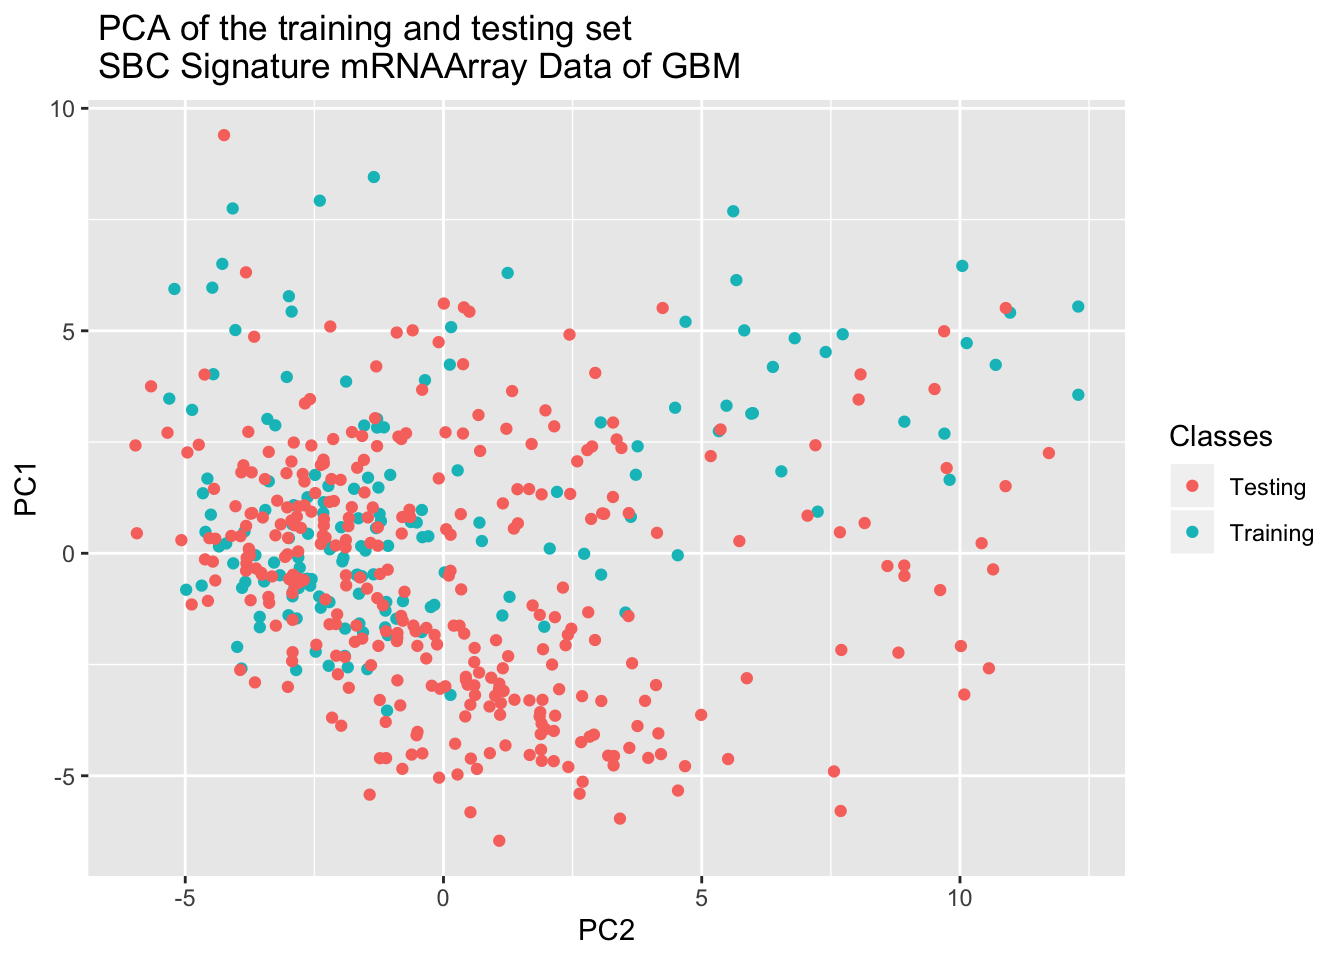 PCA of the training and testing set
SBC Signature mRNAArray Data of GBM
10
5
0
-5
PC1
-5
0
5
10
PC2
Classes
Testing
Training